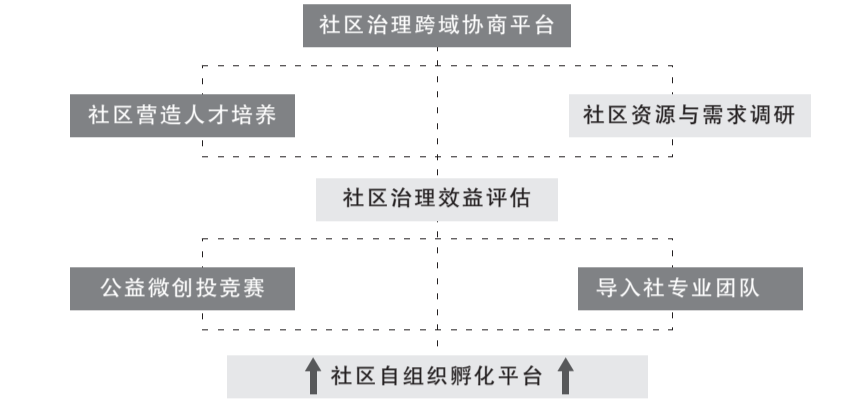 社区治理跨域协商平台
社区营造人才培养
社区资源与需求调研
社区治理效益评估
公益微创投竞赛
导入社专业团队
社区自组织孵化平台